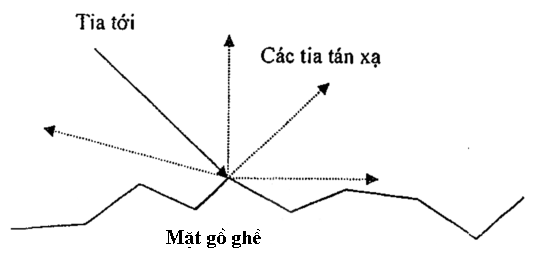 Tia tới
Các tia tán xạ
Mặt gồ ghề